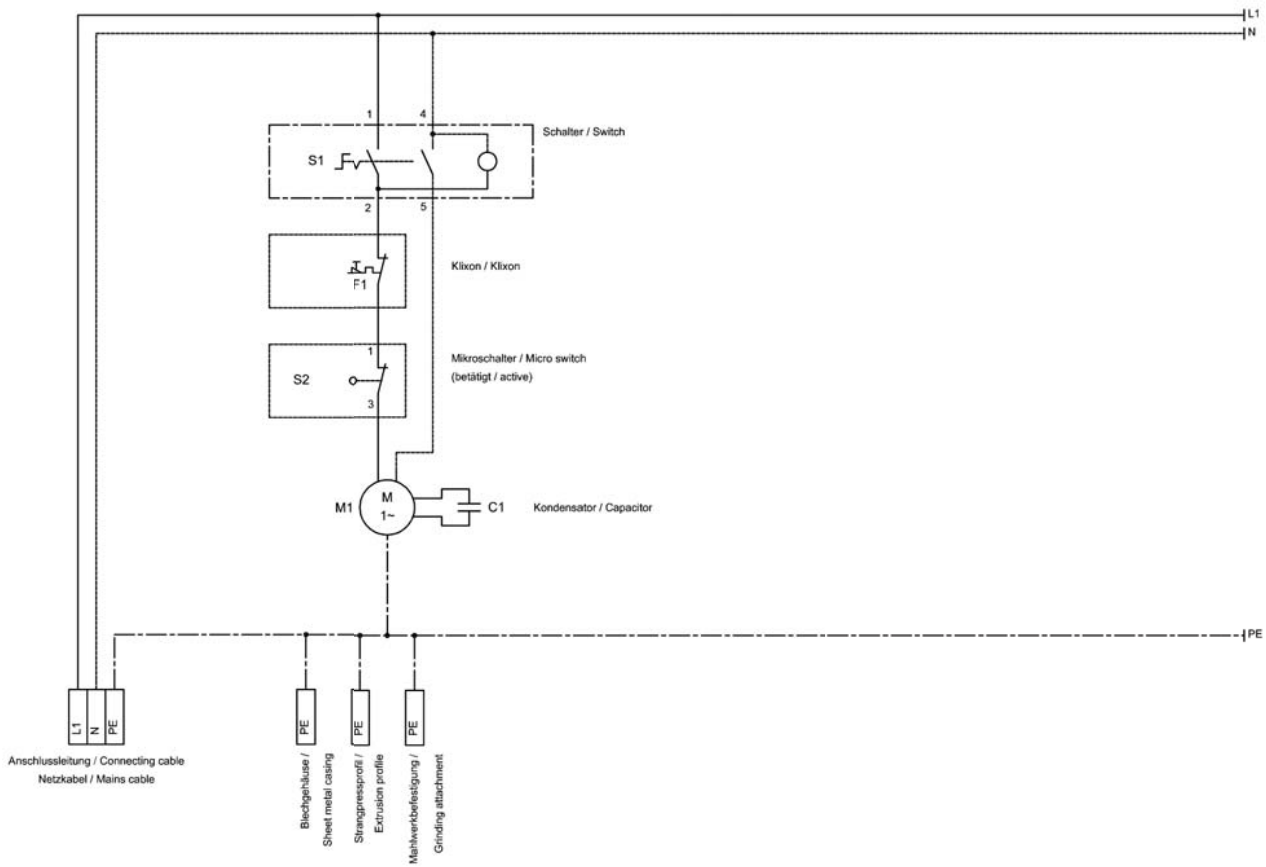 L1
N
1
4
Schalter / Switch
S1
2
5
Klixon / Klixon
F1
1
Mikroschalter / Micro switch
(betätigt / active)
S2
3
M1
M
1~
C1
Kondensator / Capacitor
PE
L1
N
PE
PE
PE
PE
Anschlussleitung / Connecting cable
Netzkabel / Mains cable
Blechgehäuse /
Sheet metal casing
Strangpressprofil /
Extrusion profile
Mahlwerkbefestigung /
Grinding attachment